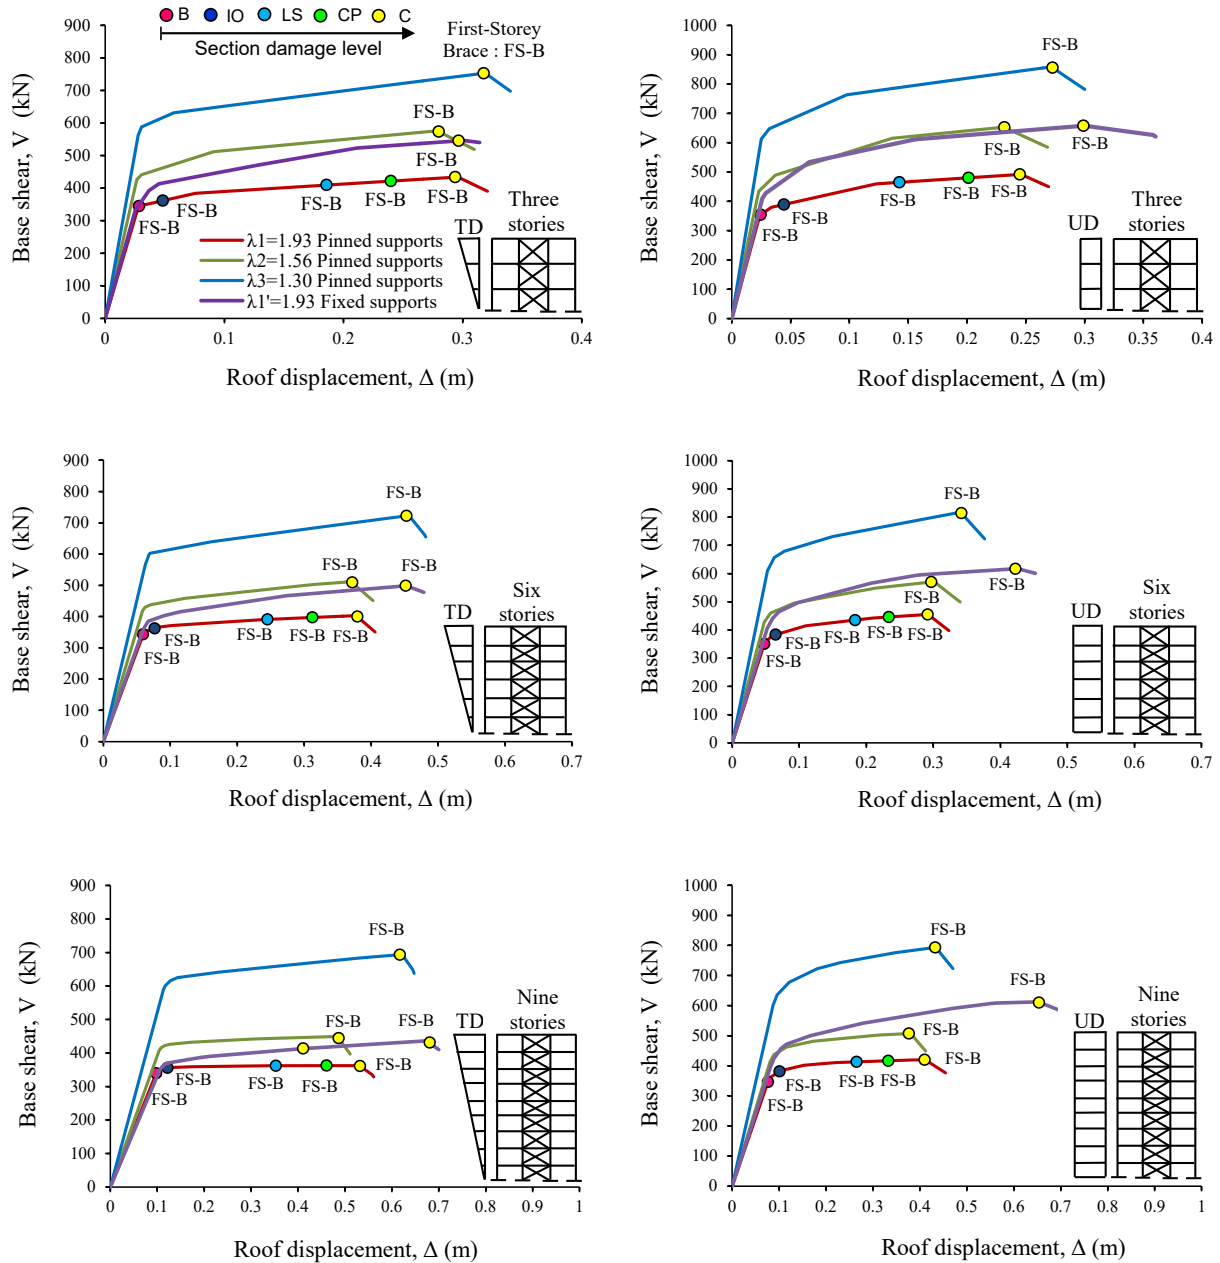 B IO LS CP C
Section damage level
First-Storey
Brace : FS-B
900
800
700
600
500
400
300
200
100
0
Base shear, V (kN)
FS-B
FS-B
FS-B
FS-B
FS-B
FS-B
FS-B
λ1=1.93 Pinned supports
λ2=1.56 Pinned supports
λ3=1.30 Pinned supports
λ1'=1.93 Fixed supports
TD
Three
stories
0 0.1 0.2 0.3 0.4
Roof displacement, Δ (m)
1000
900
800
700
600
500
400
300
200
100
0
Base shear, V (kN)
FS-B
FS-B
FS-B
FS-B
FS-B
FS-B
FS-B
FS-B
UD
Three
stories
0 0.05 0.1 0.15 0.2 0.25 0.3 0.35 0.4
Roof displacement, Δ (m)
900
800
700
600
500
400
300
200
100
0
Base shear, V (kN)
FS-B
FS-B
FS-B
FS-B
FS-B
FS-B
FS-B
FS-B
TD
Six
stories
0 0.1 0.2 0.3 0.4 0.5 0.6 0.7
Roof displacement, Δ (m)
1000
900
800
700
600
500
400
300
200
100
0
Base shear, V (kN)
FS-B
FS-B
FS-B
FS-B
FS-B
FS-B
FS-B
FS-B
UD
Six
stories
0 0.1 0.2 0.3 0.4 0.5 0.6 0.7
Roof displacement, Δ (m)
900
800
700
600
500
400
300
200
100
0
Base shear, V (kN)
FS-B
FS-B
FS-B
FS-B
FS-B
FS-B
FS-B
FS-B
TD
Nine
stories
0 0.1 0.2 0.3 0.4 0.5 0.6 0.7 0.8 0.9 1
Roof displacement, Δ (m)
1000
900
800
700
600
500
400
300
200
100
0
Base shear, V (kN)
FS-B
FS-B
FS-B
FS-B
FS-B
FS-B
FS-B
FS-B
UD
Nine
stories
0 0.1 0.2 0.3 0.4 0.5 0.6 0.7 0.8 0.9 1
Roof displacement, Δ (m)